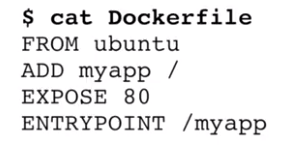 $ cat Dockerfile
FROM ubuntu
ADD myapp /
EXPOSE 80
ENTRYPOINT /myapp